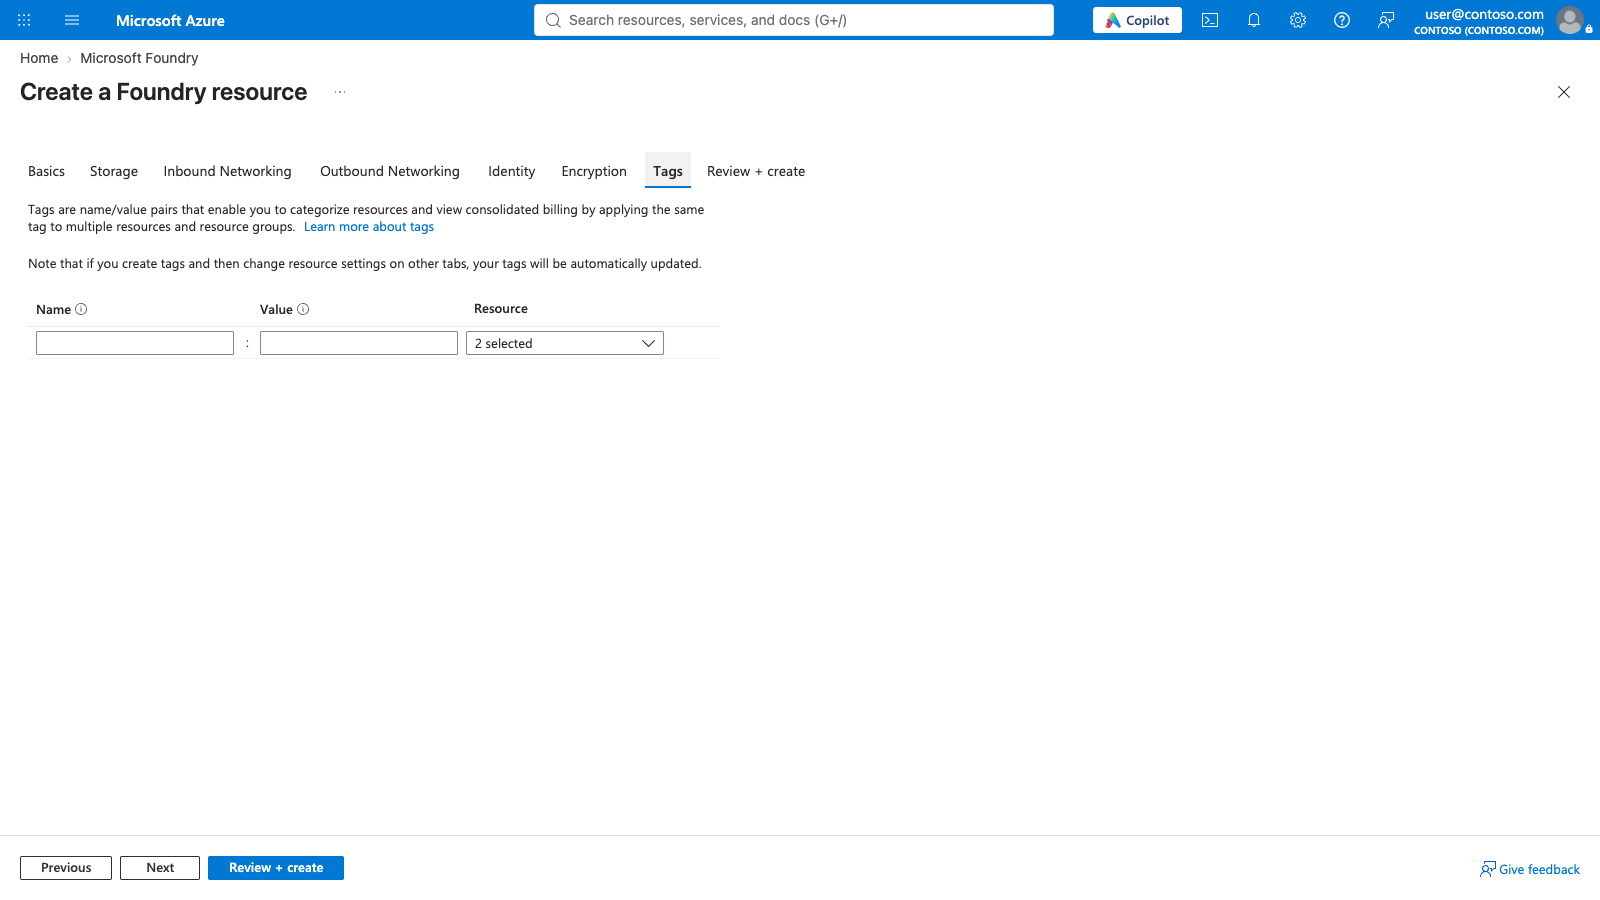 Microsoft Azure
Search resources, services, and docs (G+/)
Copilot
user@contoso.com
CONTOSO (CONTOSO.COM)
Home › Microsoft Foundry
Create a Foundry resource
Basics Storage Inbound Networking Outbound Networking Identity Encryption Tags Review + create
Tags are name/value pairs that enable you to categorize resources and view consolidated billing by applying the same
tag to multiple resources and resource groups. Learn more about tags
Note that if you create tags and then change resource settings on other tabs, your tags will be automatically updated.
Name Value Resource
: 2 selected
Previous Next Review + create
Give feedback